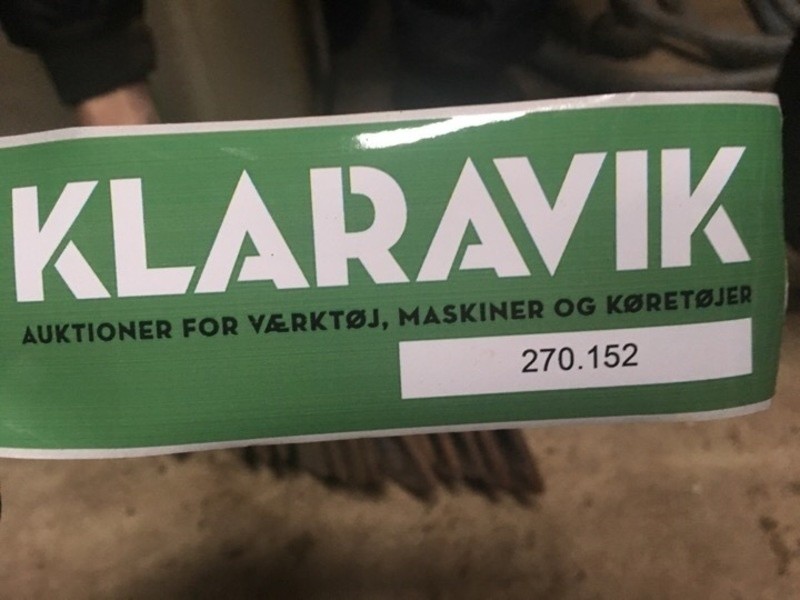 KLARAVIK
AUKTIONER FOR VÆRKTØJ, MASKINER OG KØRETØJER
270.152